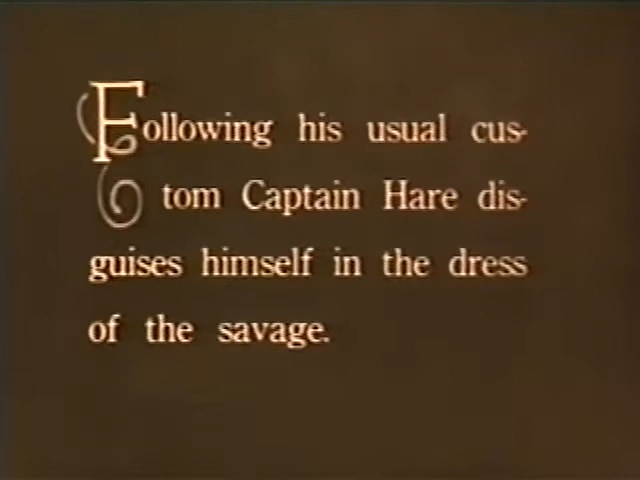 Following his usual cus-
tom Captain Hare dis-
guises himself in the dress
of the savage.